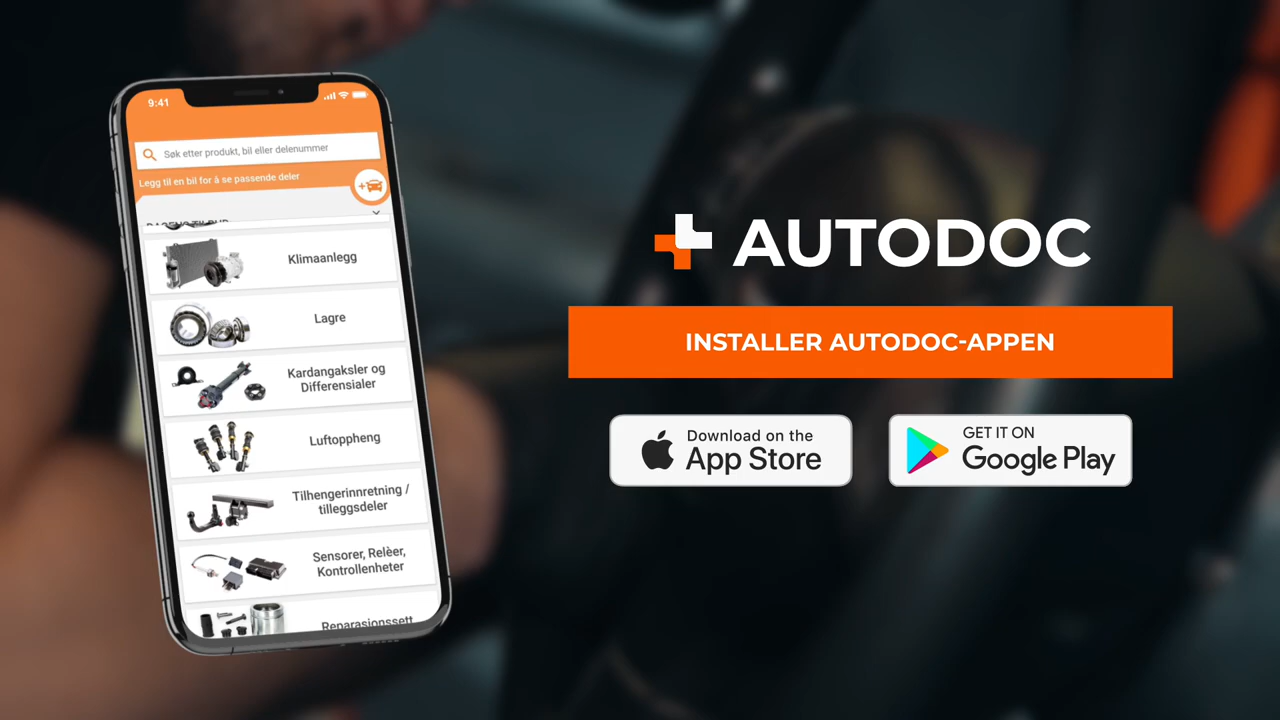 9:41
Søk etter produkt, bil eller delenummer
Legg til en bil for å se passende deler
Klimaanlegg
Lagre
Kardangaksler og
Differensialer
Luftoppheng
Tilhengerinnretning /
tilleggsdeler
Sensorer, Relèer,
Kontrollenheter
Reparasjonssett
AUTODOC
INSTALLER AUTODOC-APPEN
Download on the
App Store
GET IT ON
Google Play